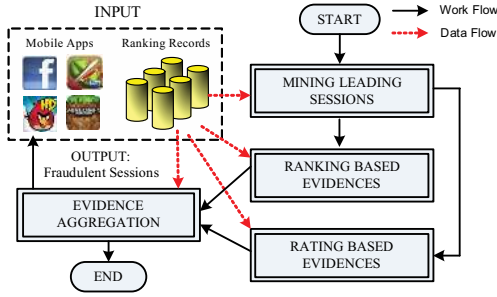 INPUT
Mobile Apps
Ranking Records
START
Work Flow
Data Flow
MINING LEADING
SESSIONS
RANKING BASED
EVIDENCES
RATING BASED
EVIDENCES
OUTPUT:
Fraudulent Sessions
EVIDENCE
AGGREGATION
END